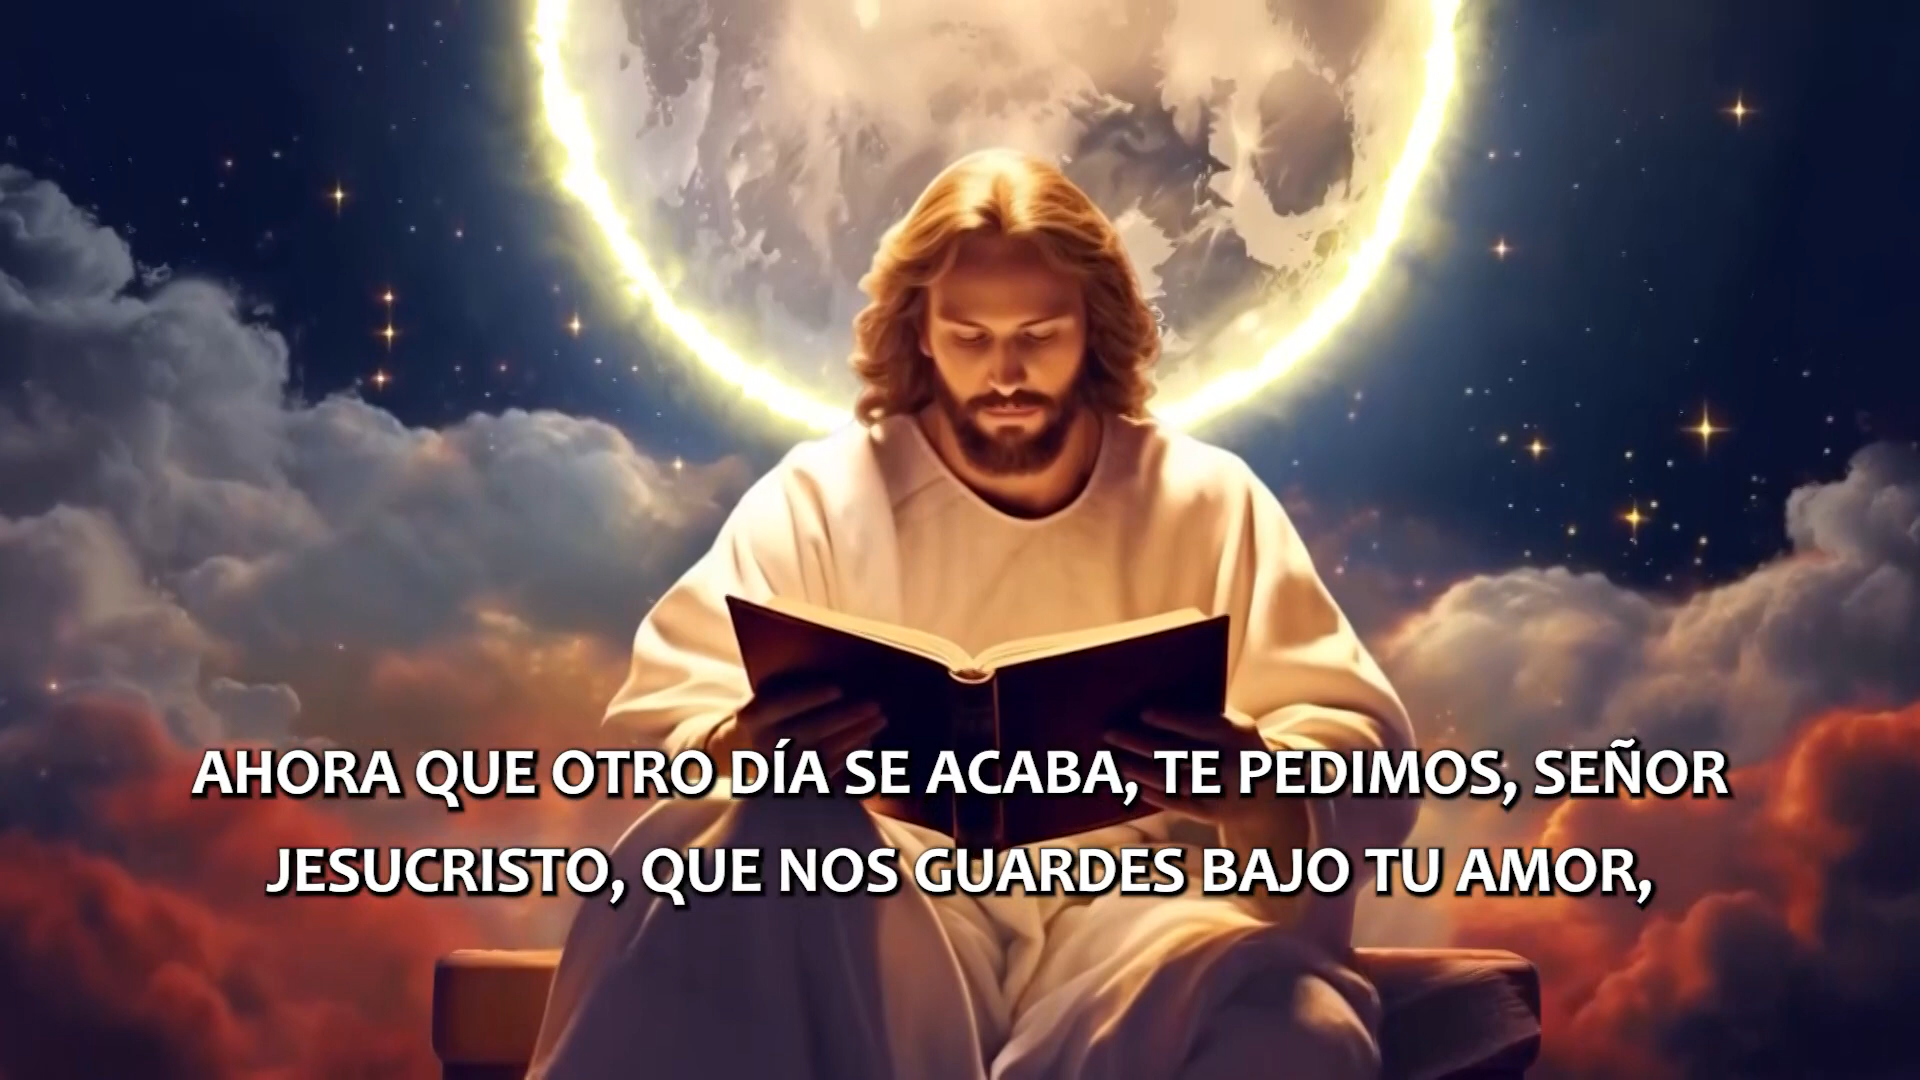 AHORA QUE OTRO DÍA SE ACABA, TE PEDIMOS, SEÑOR
JESUCRISTO, QUE NOS GUARDES BAJO TU AMOR,